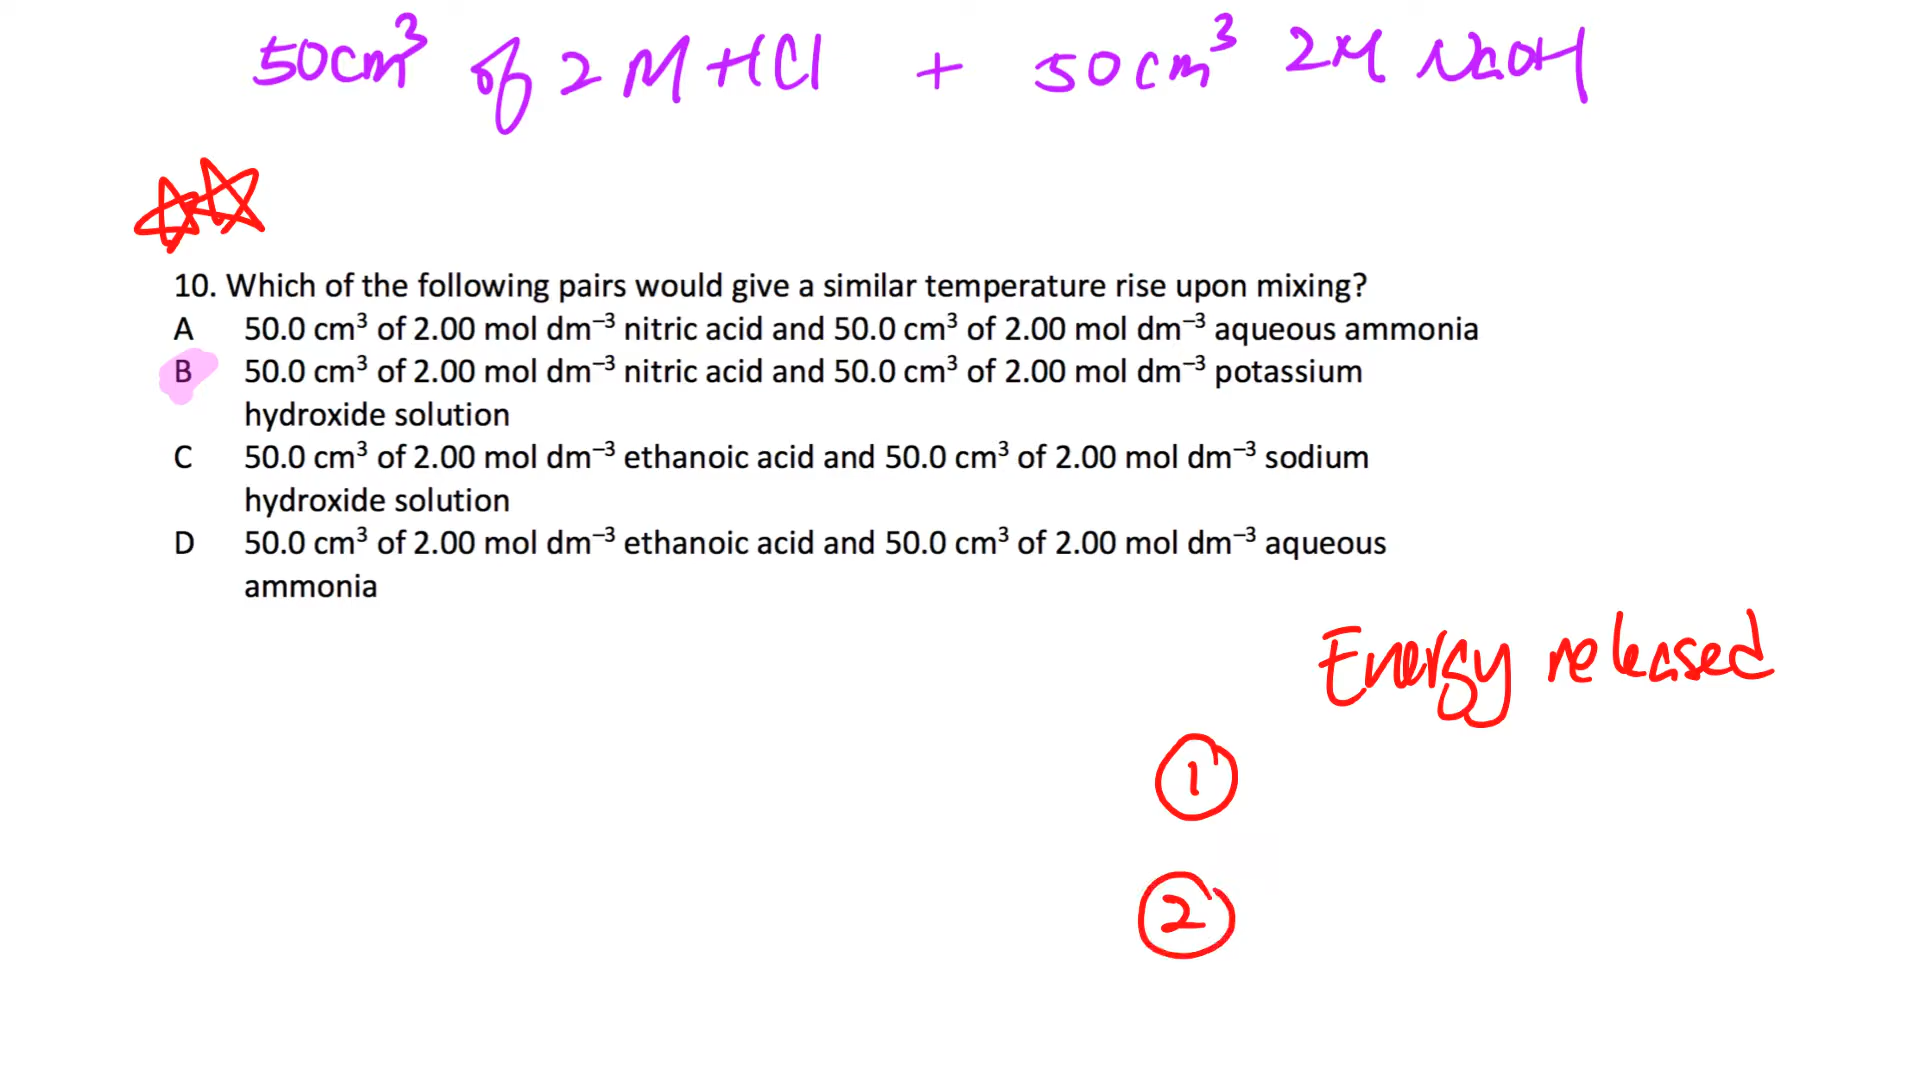 50cm³ of 2M HCl + 50cm³ 2M NaOH
10. Which of the following pairs would give a similar temperature rise upon mixing?
A 50.0 cm³ of 2.00 mol dm⁻³ nitric acid and 50.0 cm³ of 2.00 mol dm⁻³ aqueous ammonia
B 50.0 cm³ of 2.00 mol dm⁻³ nitric acid and 50.0 cm³ of 2.00 mol dm⁻³ potassium
hydroxide solution
C 50.0 cm³ of 2.00 mol dm⁻³ ethanoic acid and 50.0 cm³ of 2.00 mol dm⁻³ sodium
hydroxide solution
D 50.0 cm³ of 2.00 mol dm⁻³ ethanoic acid and 50.0 cm³ of 2.00 mol dm⁻³ aqueous
ammonia
Energy released
1
2